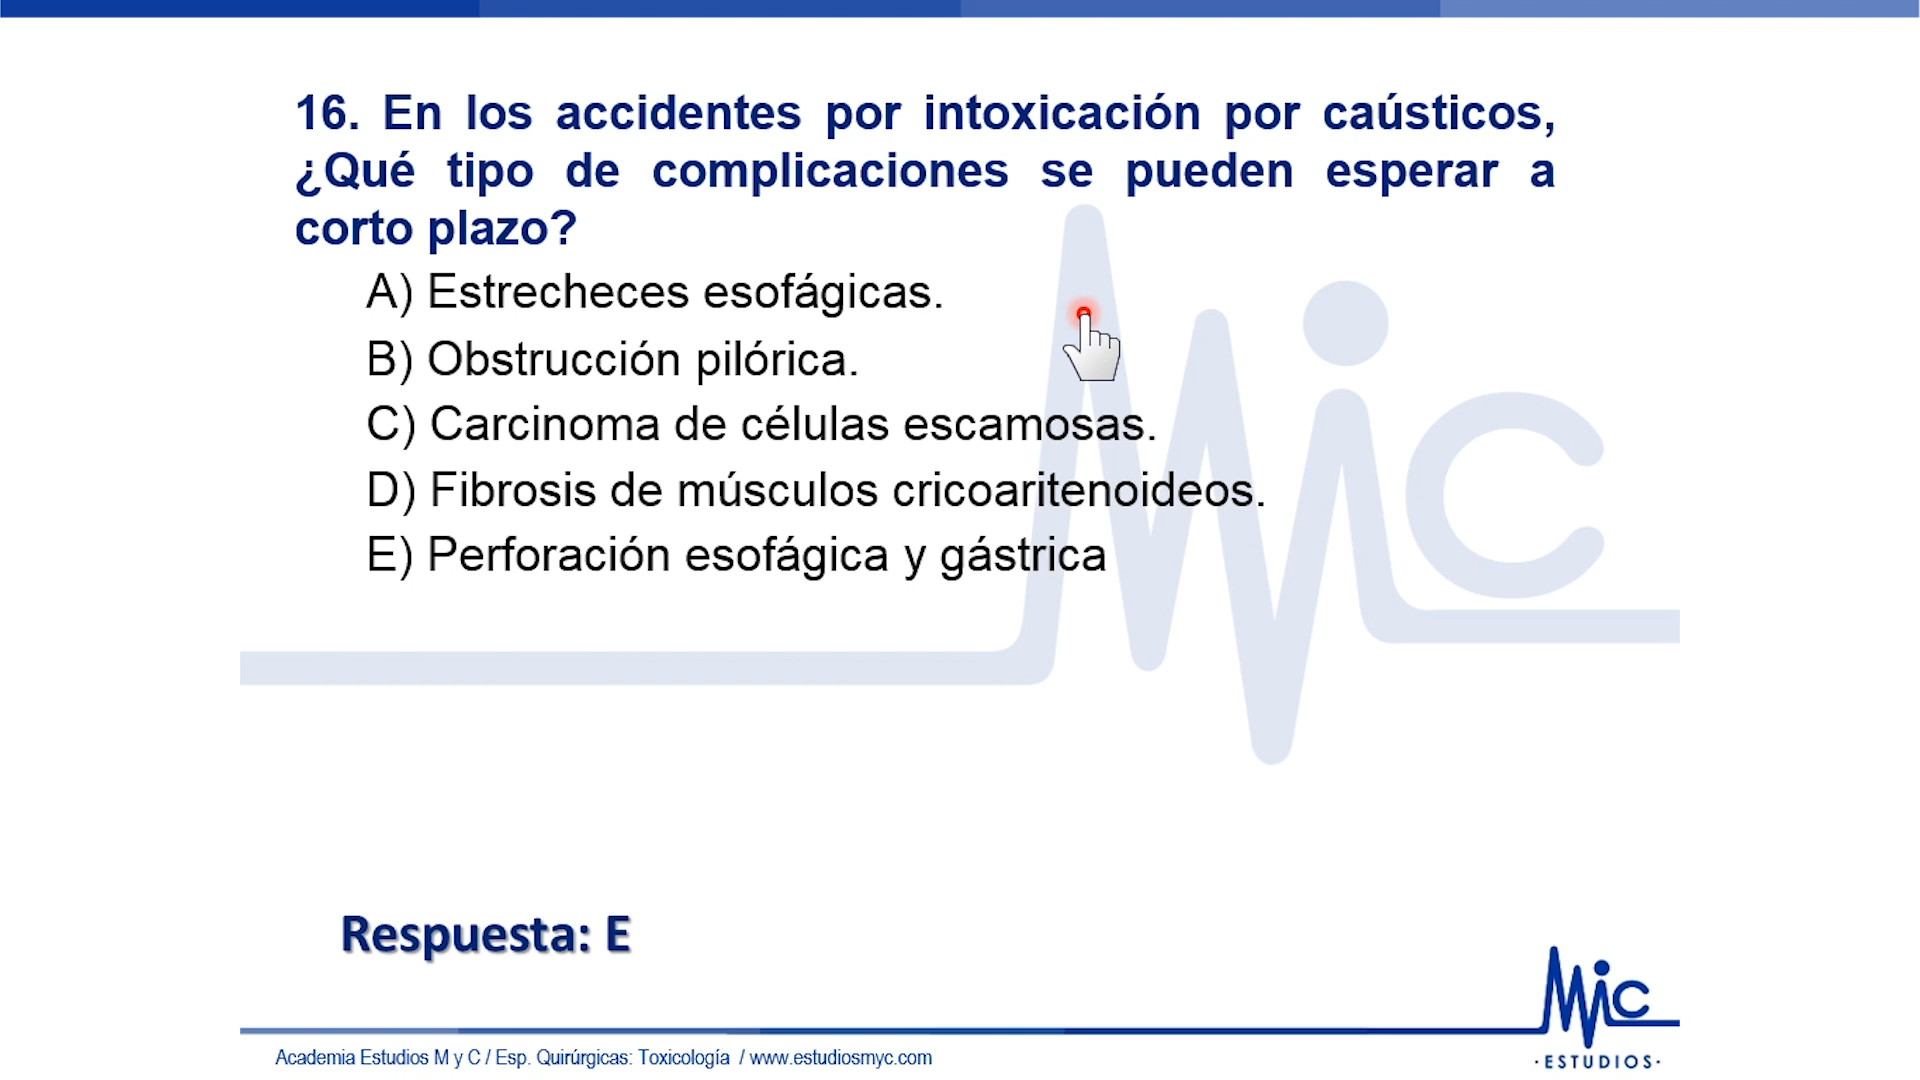 16. En los accidentes por intoxicación por caústicos,
¿Qué tipo de complicaciones se pueden esperar a
corto plazo?
A) Estrecheces esofágicas.
B) Obstrucción pilórica.
C) Carcinoma de células escamosas.
D) Fibrosis de músculos cricoaritenoideos.
E) Perforación esofágica y gástrica
MiC
Respuesta: E
MiC
·ESTUDIOS·
Academia Estudios M y C / Esp. Quirúrgicas: Toxicología / www.estudiosmyc.com